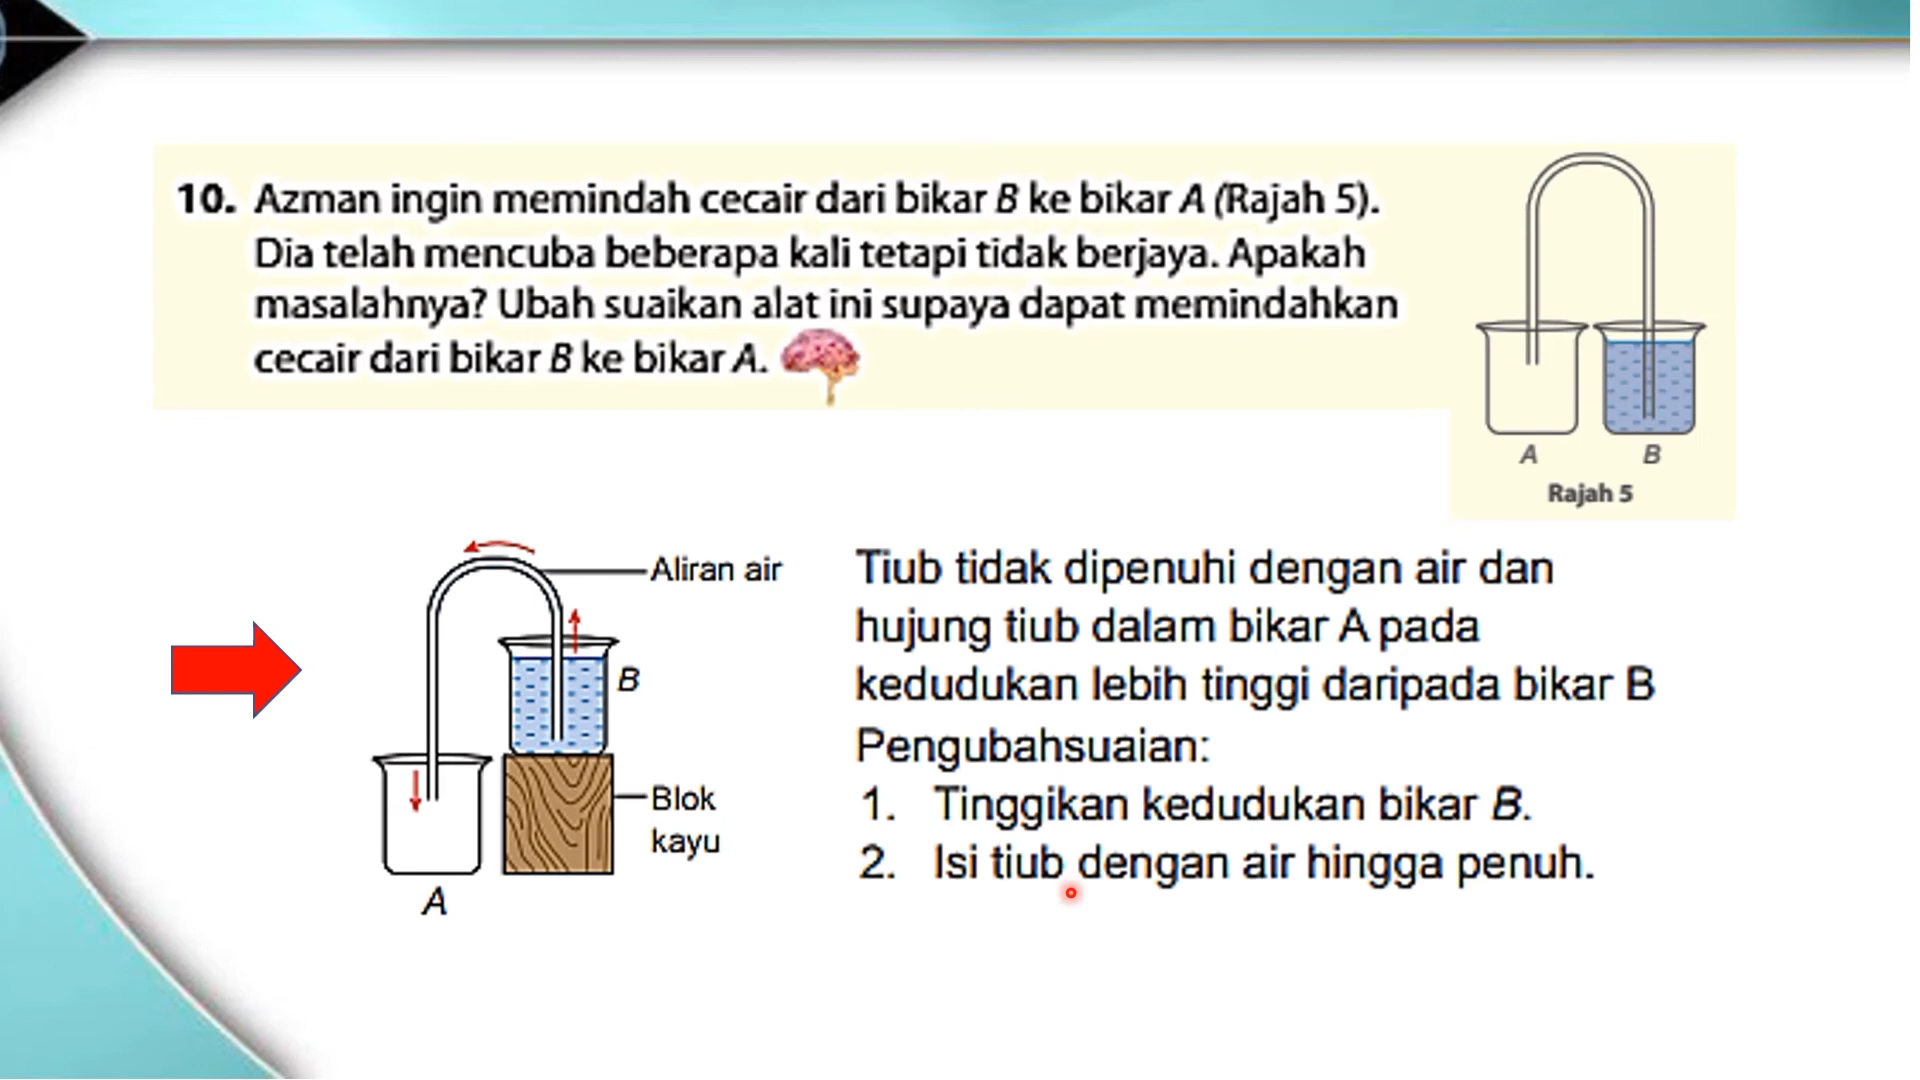 10. Azman ingin memindah cecair dari bikar B ke bikar A (Rajah 5).
Dia telah mencuba beberapa kali tetapi tidak berjaya. Apakah
masalahnya? Ubah suaikan alat ini supaya dapat memindahkan
cecair dari bikar B ke bikar A.
A B
Rajah 5
Aliran air
B
Blok
kayu
A
Tiub tidak dipenuhi dengan air dan
hujung tiub dalam bikar A pada
kedudukan lebih tinggi daripada bikar B
Pengubahsuaian:
1. Tinggikan kedudukan bikar B.
2. Isi tiub dengan air hingga penuh.